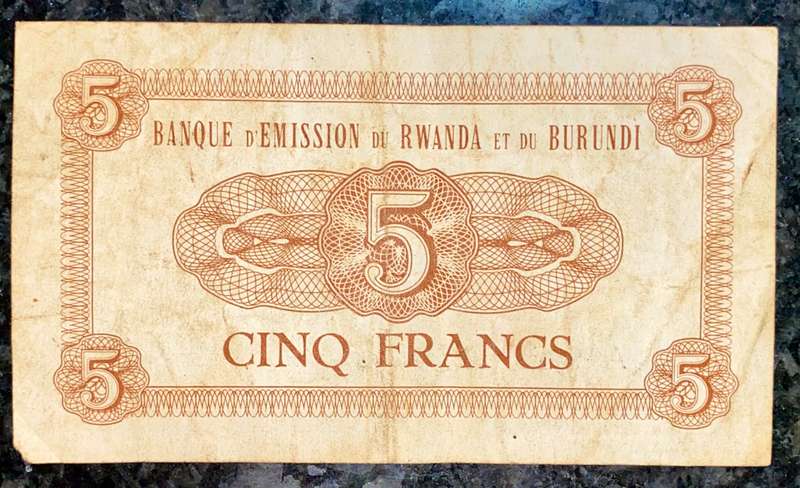 5 5
BANQUE D'EMISSION DU RWANDA ET DU BURUNDI
5
CINQ FRANCS
5 5